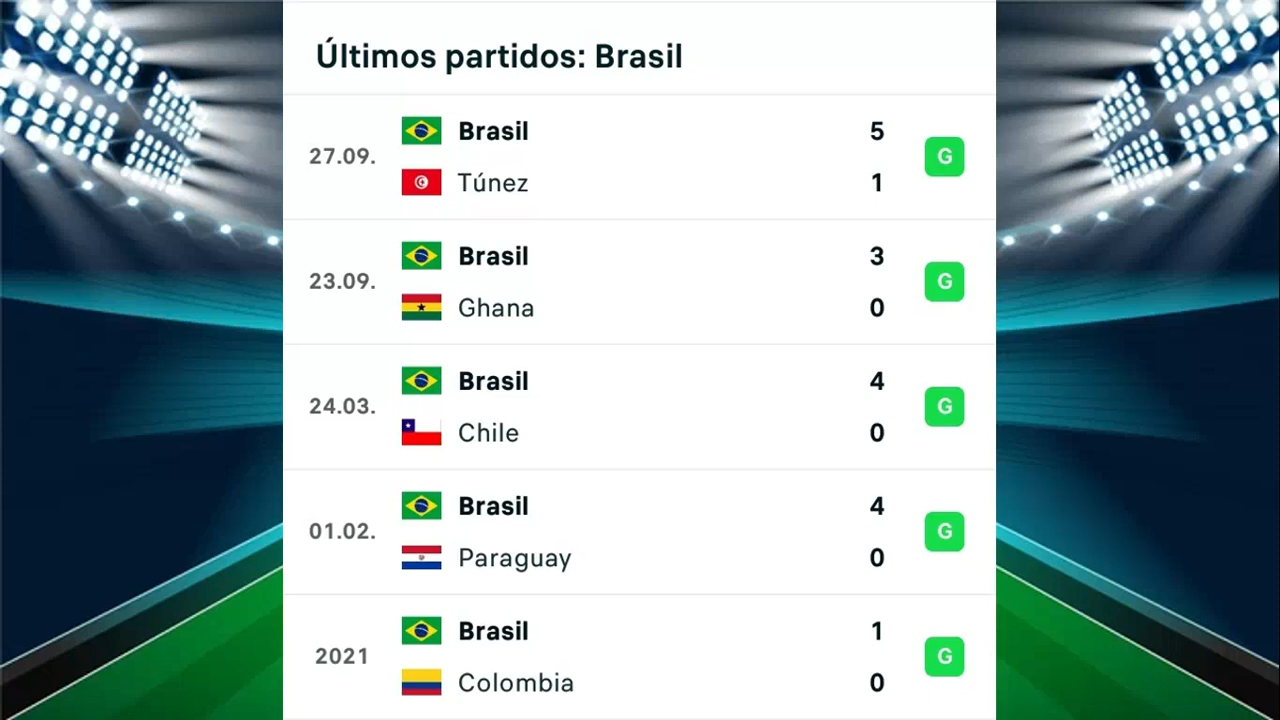 Últimos partidos: Brasil
27.09.
Brasil 5
Túnez 1
G
23.09.
Brasil 3
Ghana 0
G
24.03.
Brasil 4
Chile 0
G
01.02.
Brasil 4
Paraguay 0
G
2021
Brasil 1
Colombia 0
G